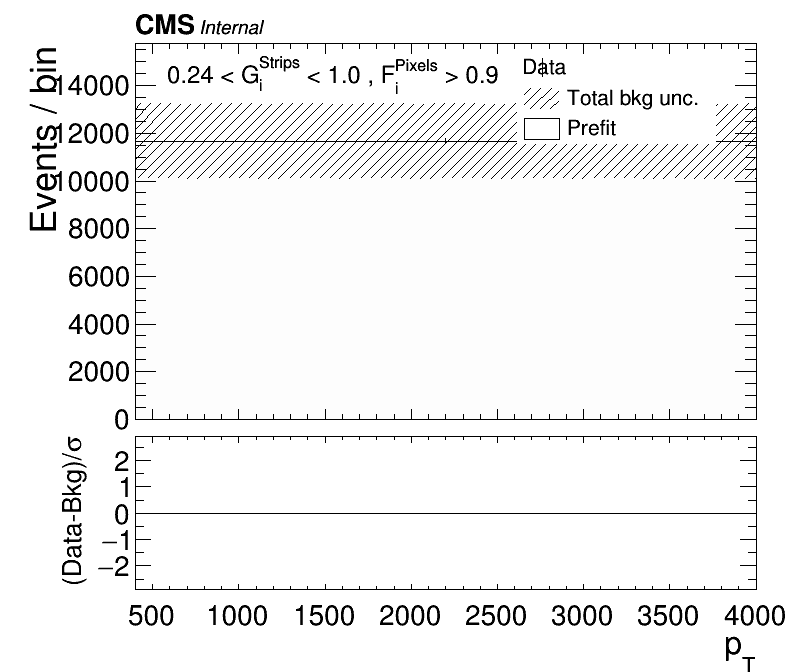 CMS Internal
0.24 < G_i^Strips < 1.0 , F_i^Pixels > 0.9
Data
Total bkg unc.
Prefit
Events / bin
14000
12000
10000
8000
6000
4000
2000
0
(Data-Bkg)/σ
2
1
0
−1
−2
500 1000 1500 2000 2500 3000 3500 4000
p_T